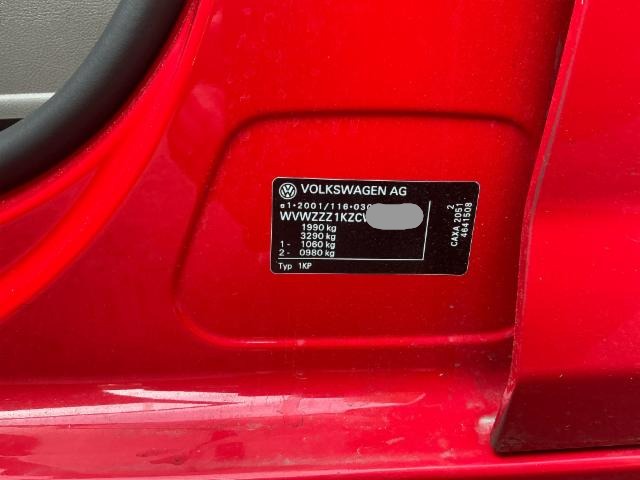 VOLKSWAGEN AG
e1*2001/116*030
WVWZZZ1KZCW
1990 kg
3290 kg
1- 1060 kg
2- 0980 kg
Typ 1KP
2
CAXA 2051
4641508